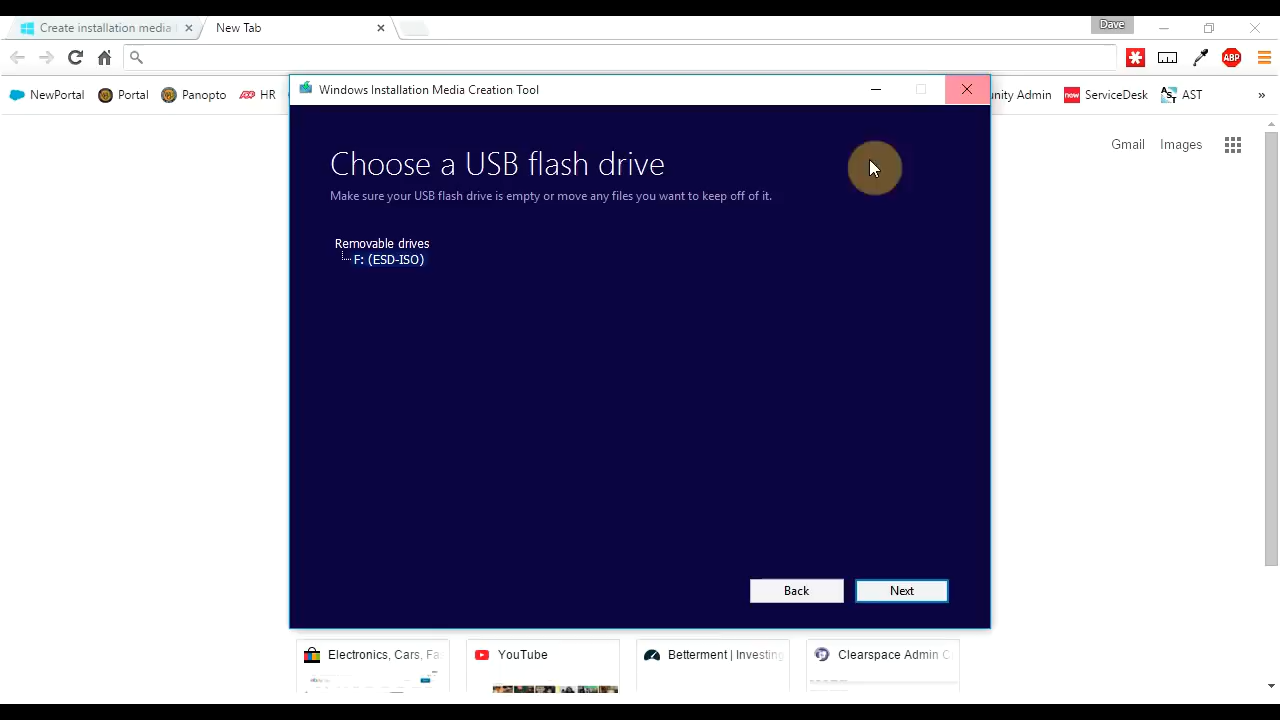 Create installation media
New Tab
Dave
NewPortal
Portal
Panopto
HR
unity Admin
ServiceDesk
AST
»
ABP
now
Windows Installation Media Creation Tool
Gmail
Images
Choose a USB flash drive
Make sure your USB flash drive is empty or move any files you want to keep off of it.
Removable drives
F: (ESD-ISO)
Back
Next
Electronics, Cars, Fa
YouTube
Betterment | Investing
Clearspace Admin C